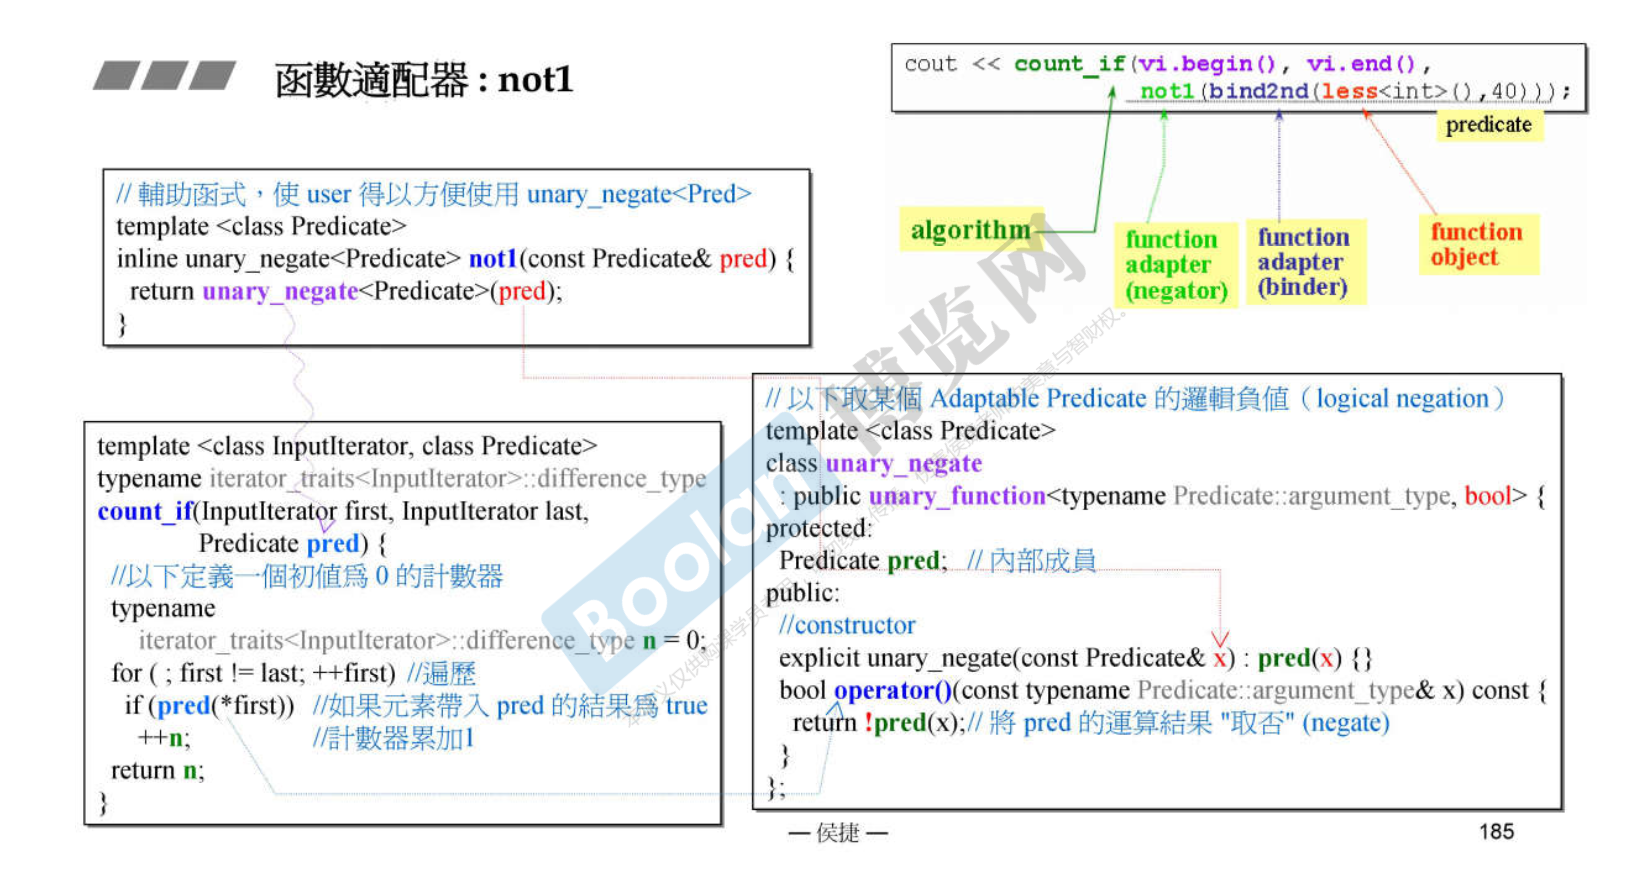 函數適配器 : not1
cout << count_if(vi.begin(), vi.end(),
not1(bind2nd(less<int>(),40)));
predicate
algorithm
function
adapter
(negator)
function
adapter
(binder)
function
object
// 輔助函式，使 user 得以方便使用 unary_negate<Pred>
template <class Predicate>
inline unary_negate<Predicate> not1(const Predicate& pred) {
return unary_negate<Predicate>(pred);
}
template <class InputIterator, class Predicate>
typename iterator_traits<InputIterator>::difference_type
count_if(InputIterator first, InputIterator last,
Predicate pred) {
//以下定義一個初值爲 0 的計數器
typename
iterator_traits<InputIterator>::difference_type n = 0;
for ( ; first != last; ++first) //遍歷
if (pred(*first)) //如果元素帶入 pred 的結果爲 true
++n; //計數器累加1
return n;
}
// 以下取某個 Adaptable Predicate 的邏輯負值（logical negation）
template <class Predicate>
class unary_negate
: public unary_function<typename Predicate::argument_type, bool> {
protected:
Predicate pred; // 內部成員
public:
//constructor
explicit unary_negate(const Predicate& x) : pred(x) {}
bool operator()(const typename Predicate::argument_type& x) const {
return !pred(x);// 將 pred 的運算結果 "取否" (negate)
}
};
Boolan
博览网
— 侯捷 —
185